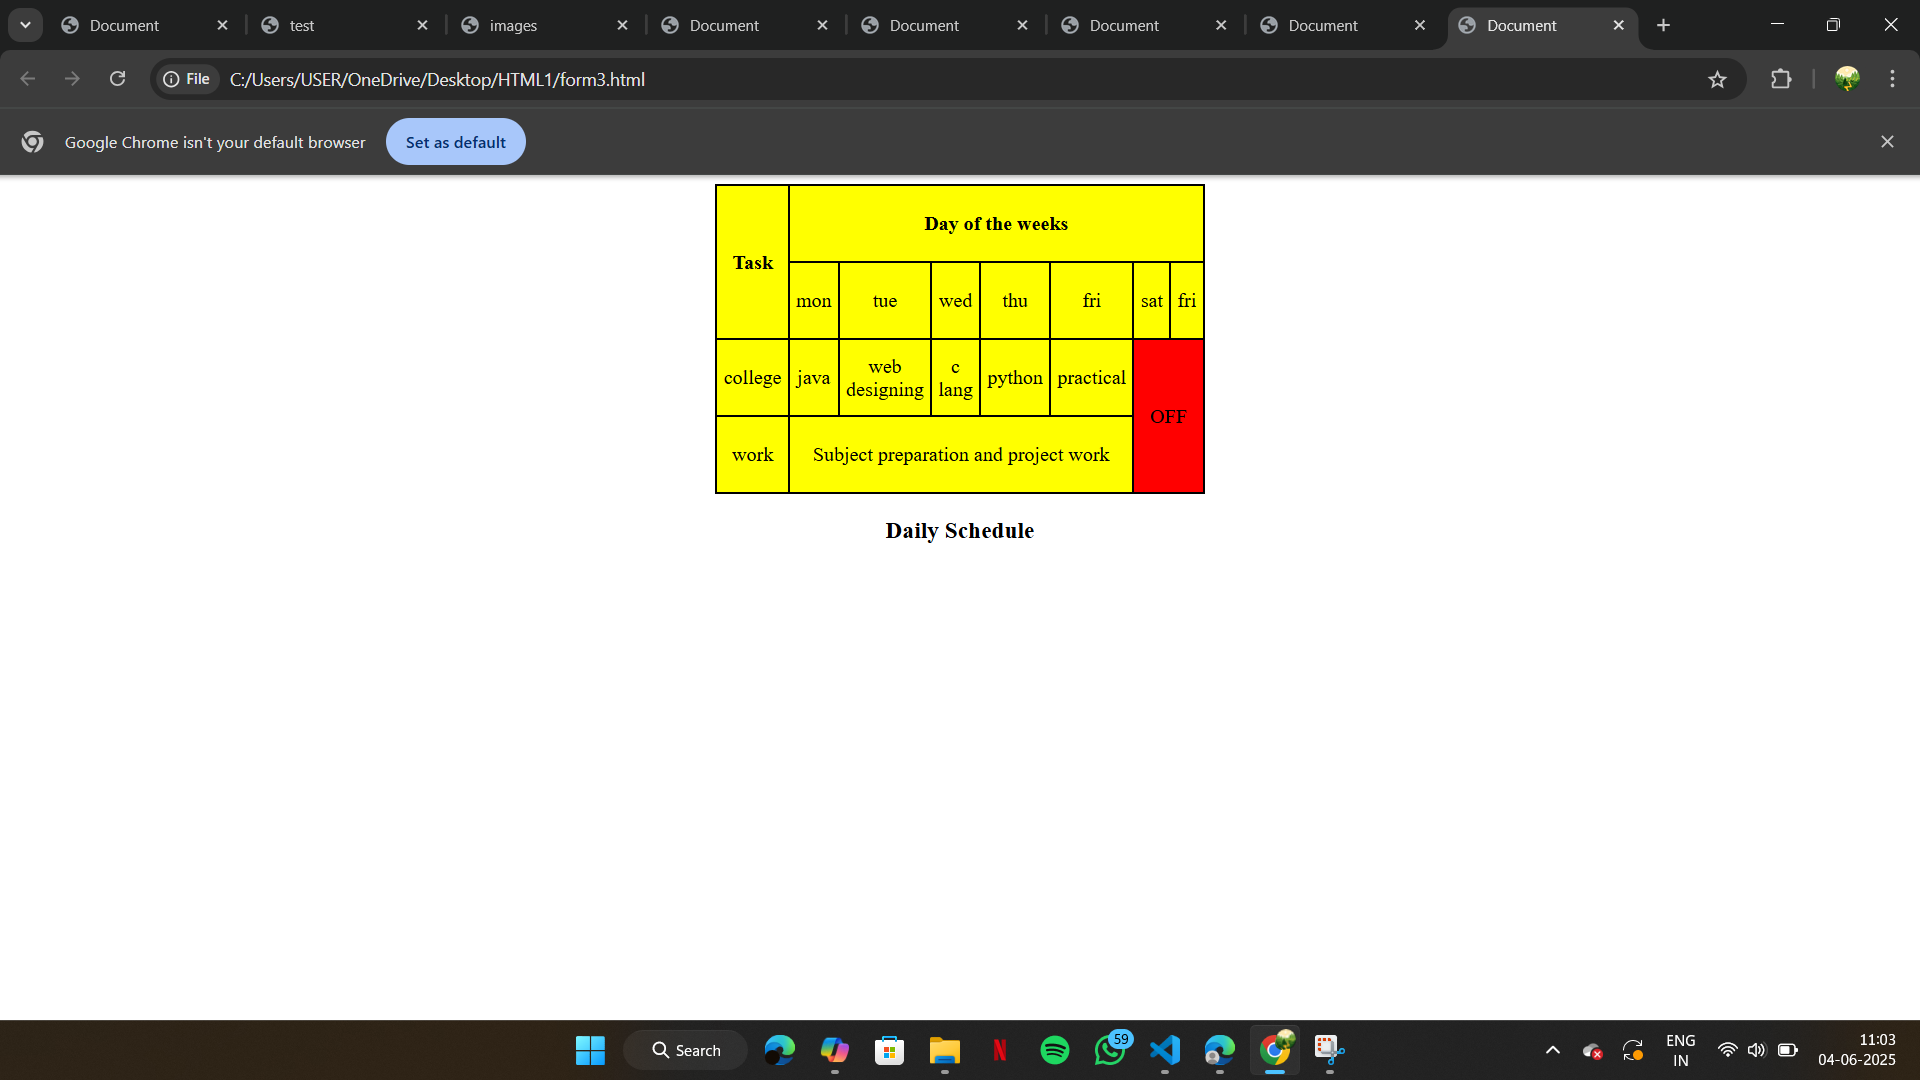 Document
test
images
Document
Document
Document
Document
Document
File
C:/Users/USER/OneDrive/Desktop/HTML1/form3.html
Google Chrome isn't your default browser
Set as default
Task
Day of the weeks
mon
tue
wed
thu
fri
sat
fri
college
java
web
designing
c
lang
python
practical
OFF
work
Subject preparation and project work
Daily Schedule
Search
N
59
ENG
IN
11:03
04-06-2025